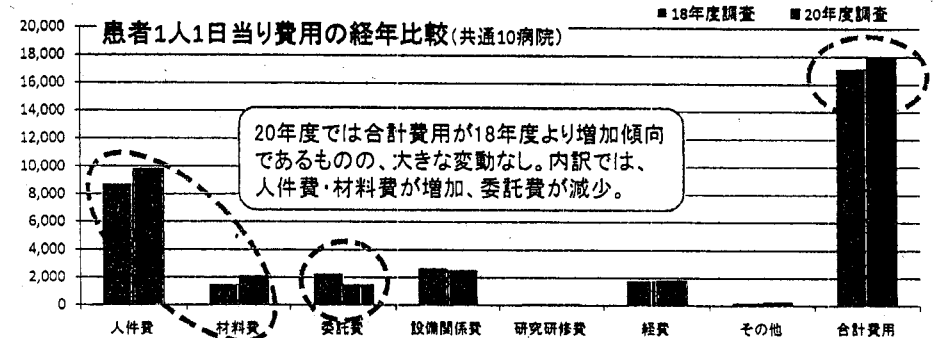 ■18年度調査 ■20年度調査
患者1人1日当り費用の経年比較(共通10病院)
20,000
18,000
16,000
14,000
12,000
10,000
8,000
6,000
4,000
2,000
0
20年度では合計費用が18年度より増加傾向
であるものの、大きな変動なし。内訳では、
人件費・材料費が増加、委託費が減少。
人件費 材料費 委託費 設備関係費 研究研修費 経費 その他 合計費用